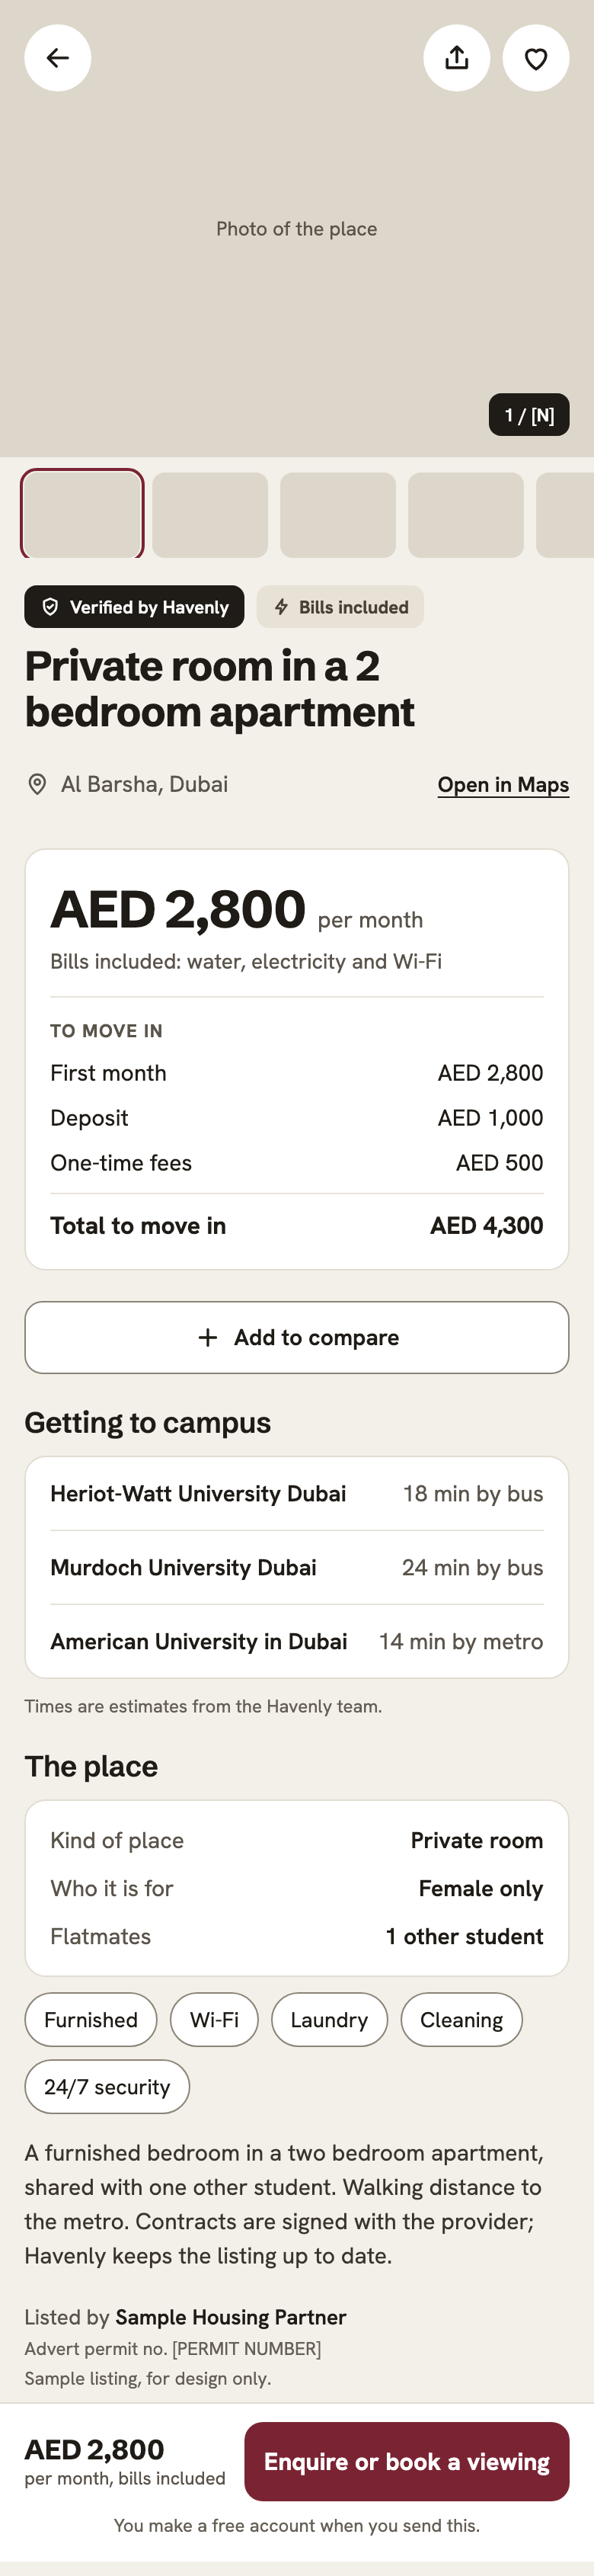 Photo of the place
1 / [N]
Verified by Havenly
Bills included
Private room in a 2
bedroom apartment
Al Barsha, Dubai
Open in Maps
AED 2,800 per month
Bills included: water, electricity and Wi-Fi
TO MOVE IN
First month AED 2,800
Deposit AED 1,000
One-time fees AED 500
Total to move in AED 4,300
+ Add to compare
Getting to campus
Heriot-Watt University Dubai 18 min by bus
Murdoch University Dubai 24 min by bus
American University in Dubai 14 min by metro
Times are estimates from the Havenly team.
The place
Kind of place Private room
Who it is for Female only
Flatmates 1 other student
Furnished
Wi-Fi
Laundry
Cleaning
24/7 security
A furnished bedroom in a two bedroom apartment,
shared with one other student. Walking distance to
the metro. Contracts are signed with the provider;
Havenly keeps the listing up to date.
Listed by Sample Housing Partner
Advert permit no. [PERMIT NUMBER]
Sample listing, for design only.
AED 2,800
per month, bills included
Enquire or book a viewing
You make a free account when you send this.